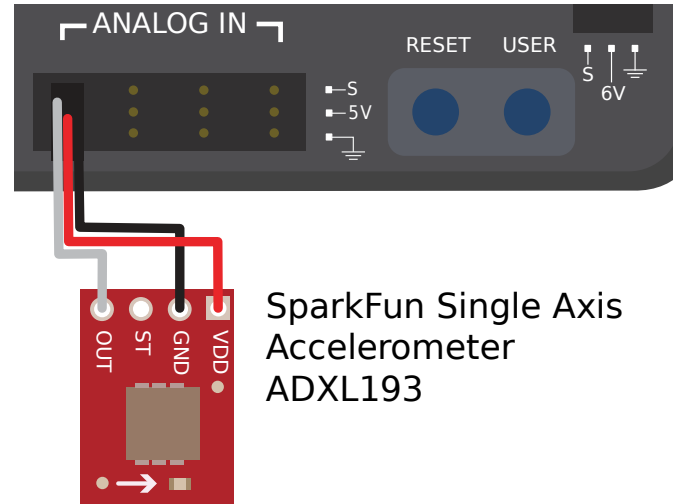 ANALOG IN
RESET
USER
S
5V
S
6V
OUT
ST
GND
VDD
SparkFun Single Axis
Accelerometer
ADXL193